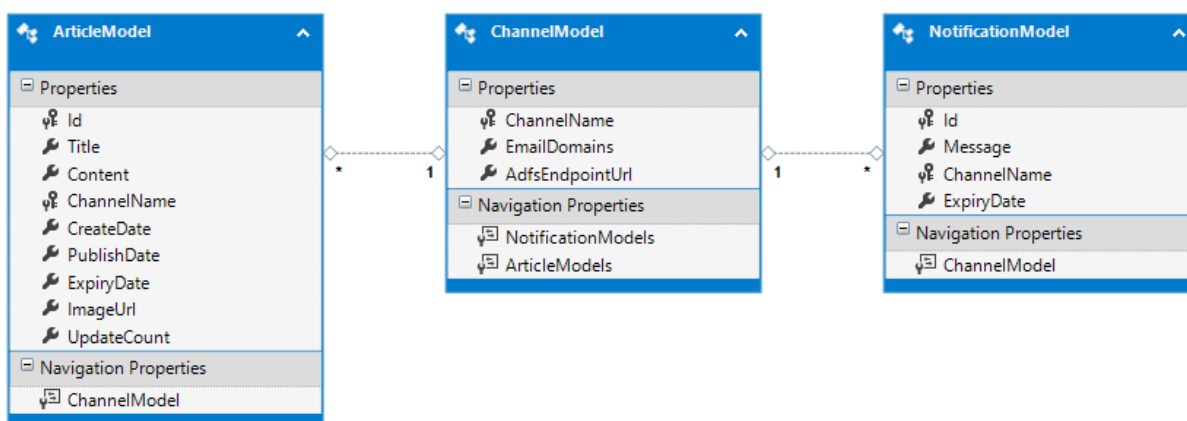 ArticleModel
Properties
Id
Title
Content
ChannelName
CreateDate
PublishDate
ExpiryDate
ImageUrl
UpdateCount
Navigation Properties
ChannelModel
* 1
ChannelModel
Properties
ChannelName
EmailDomains
AdfsEndpointUrl
Navigation Properties
NotificationModels
ArticleModels
1 *
NotificationModel
Properties
Id
Message
ChannelName
ExpiryDate
Navigation Properties
ChannelModel